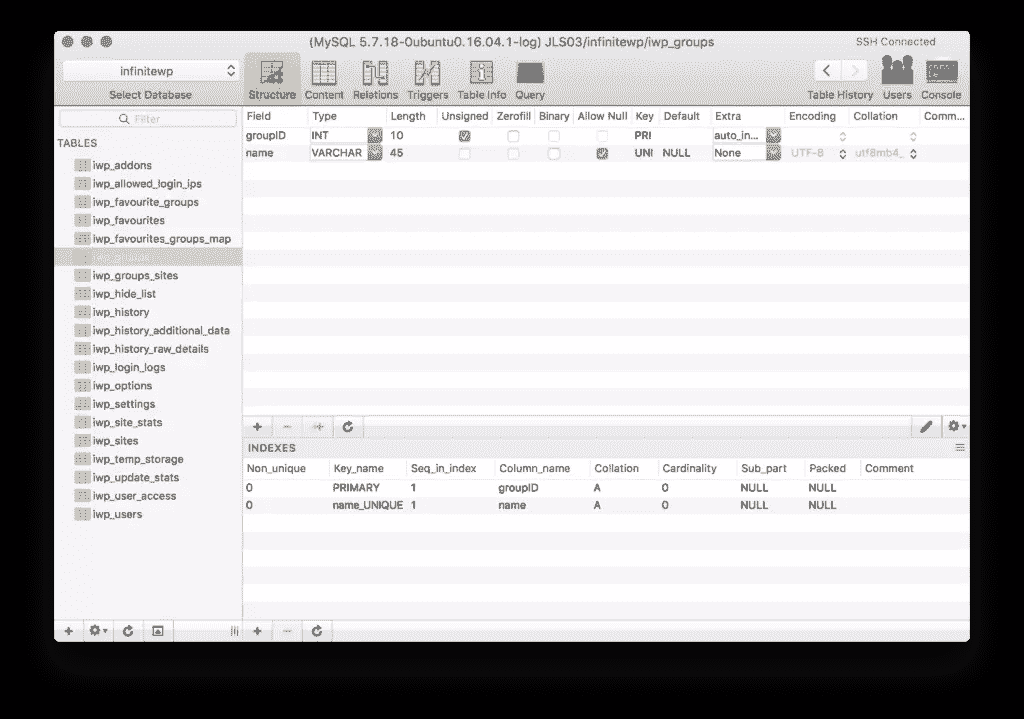 (MySQL 5.7.18-0ubuntu0.16.04.1-log) JLS03/infinitewp/iwp_groups
SSH Connected
infinitewp
Select Database Structure Content Relations Triggers Table Info Query Table History Users Console
Filter
TABLES
iwp_addons
iwp_allowed_login_ips
iwp_favourite_groups
iwp_favourites
iwp_favourites_groups_map
iwp_groups
iwp_groups_sites
iwp_hide_list
iwp_history
iwp_history_additional_data
iwp_history_raw_details
iwp_login_logs
iwp_options
iwp_settings
iwp_site_stats
iwp_sites
iwp_temp_storage
iwp_update_stats
iwp_user_access
iwp_users
Field Type Length Unsigned Zerofill Binary Allow Null Key Default Extra Encoding Collation Comm...
groupID INT 10 PRI auto_in...
name VARCHAR 45 UNI NULL None UTF-8 utf8mb4_
INDEXES
Non_unique Key_name Seq_in_index Column_name Collation Cardinality Sub_part Packed Comment
0 PRIMARY 1 groupID A 0 NULL NULL
0 name_UNIQUE 1 name A 0 NULL NULL